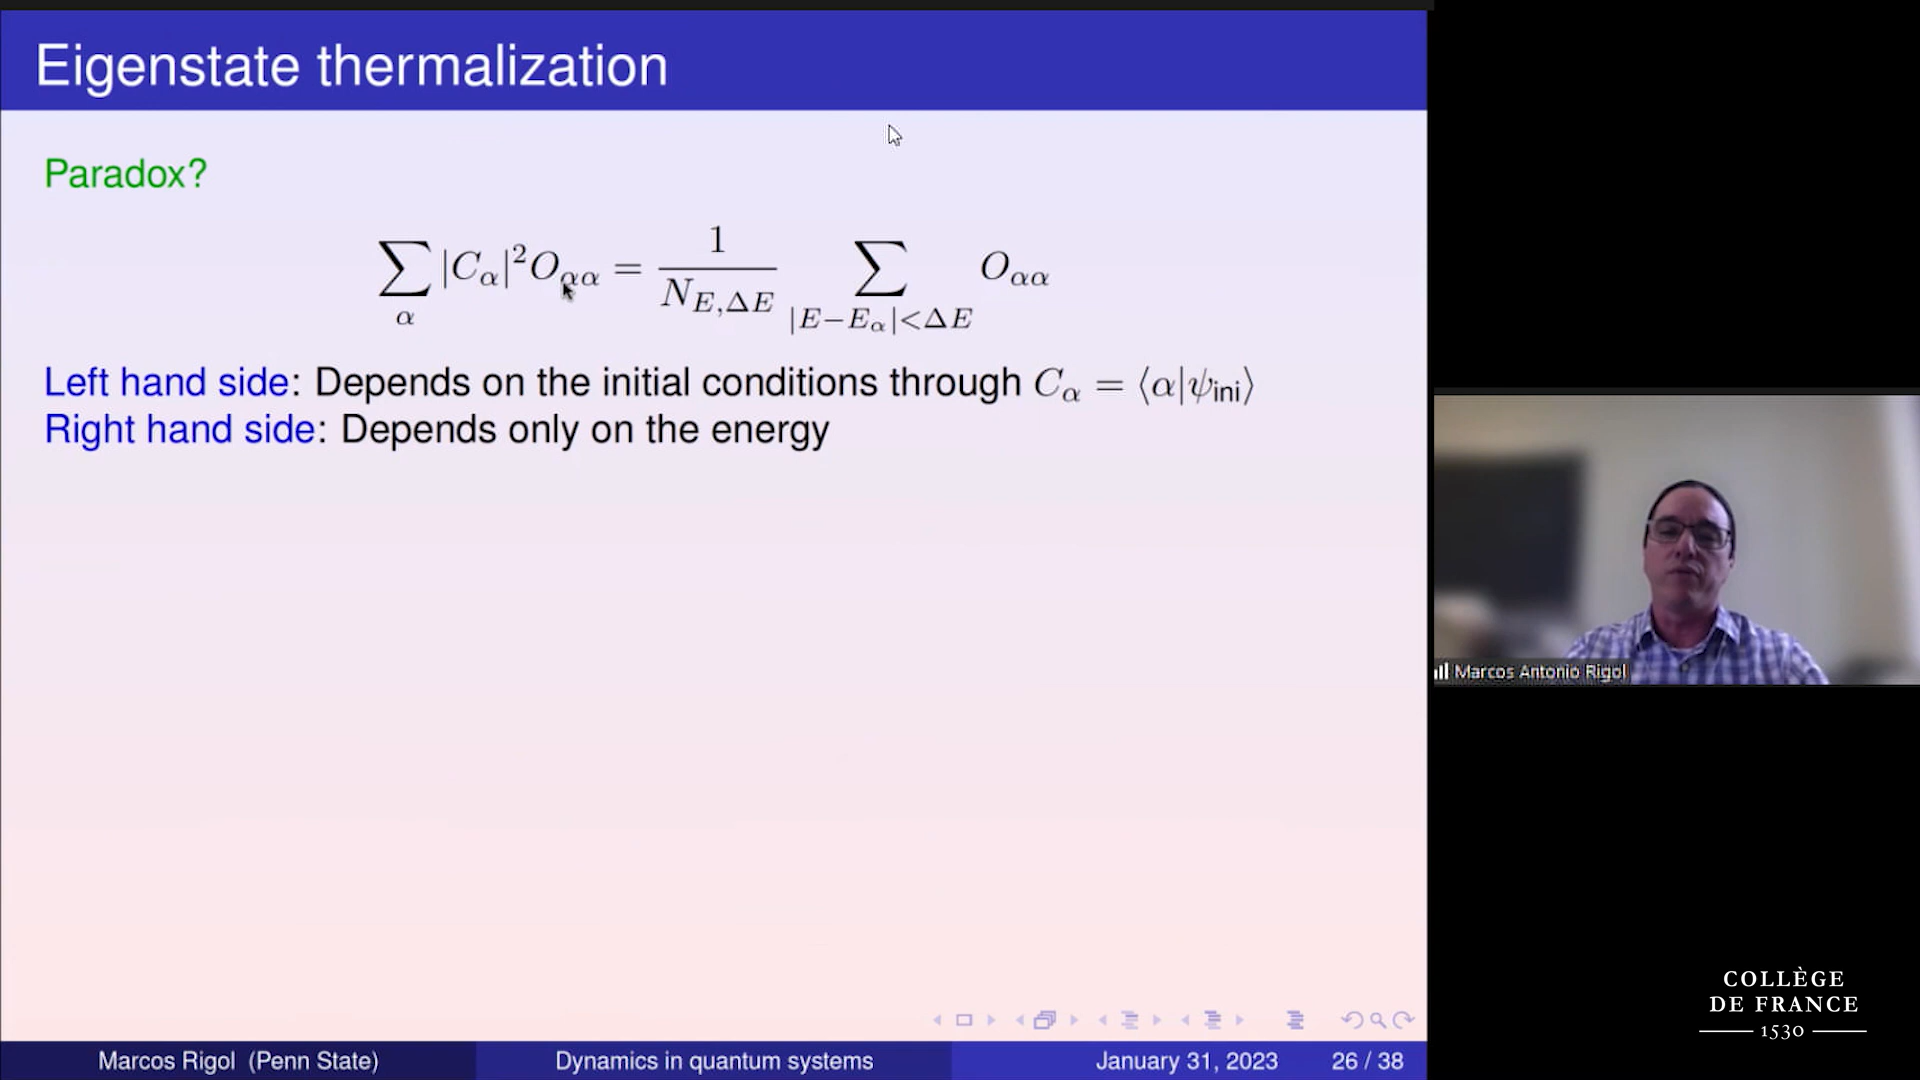 Eigenstate thermalization
Paradox?
∑_α |C_α|² O_αα = 1/N_{E,ΔE} ∑_{|E−E_α|<ΔE} O_αα
Left hand side: Depends on the initial conditions through C_α = ⟨α|ψ_ini⟩
Right hand side: Depends only on the energy
Marcos Rigol (Penn State) Dynamics in quantum systems January 31, 2023 26 / 38
Marcos Antonio Rigol
COLLÈGE
DE FRANCE
1530